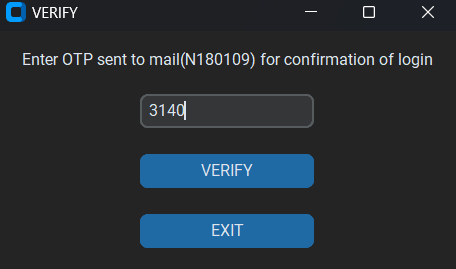 VERIFY
Enter OTP sent to mail(N180109) for confirmation of login
3140
VERIFY
EXIT